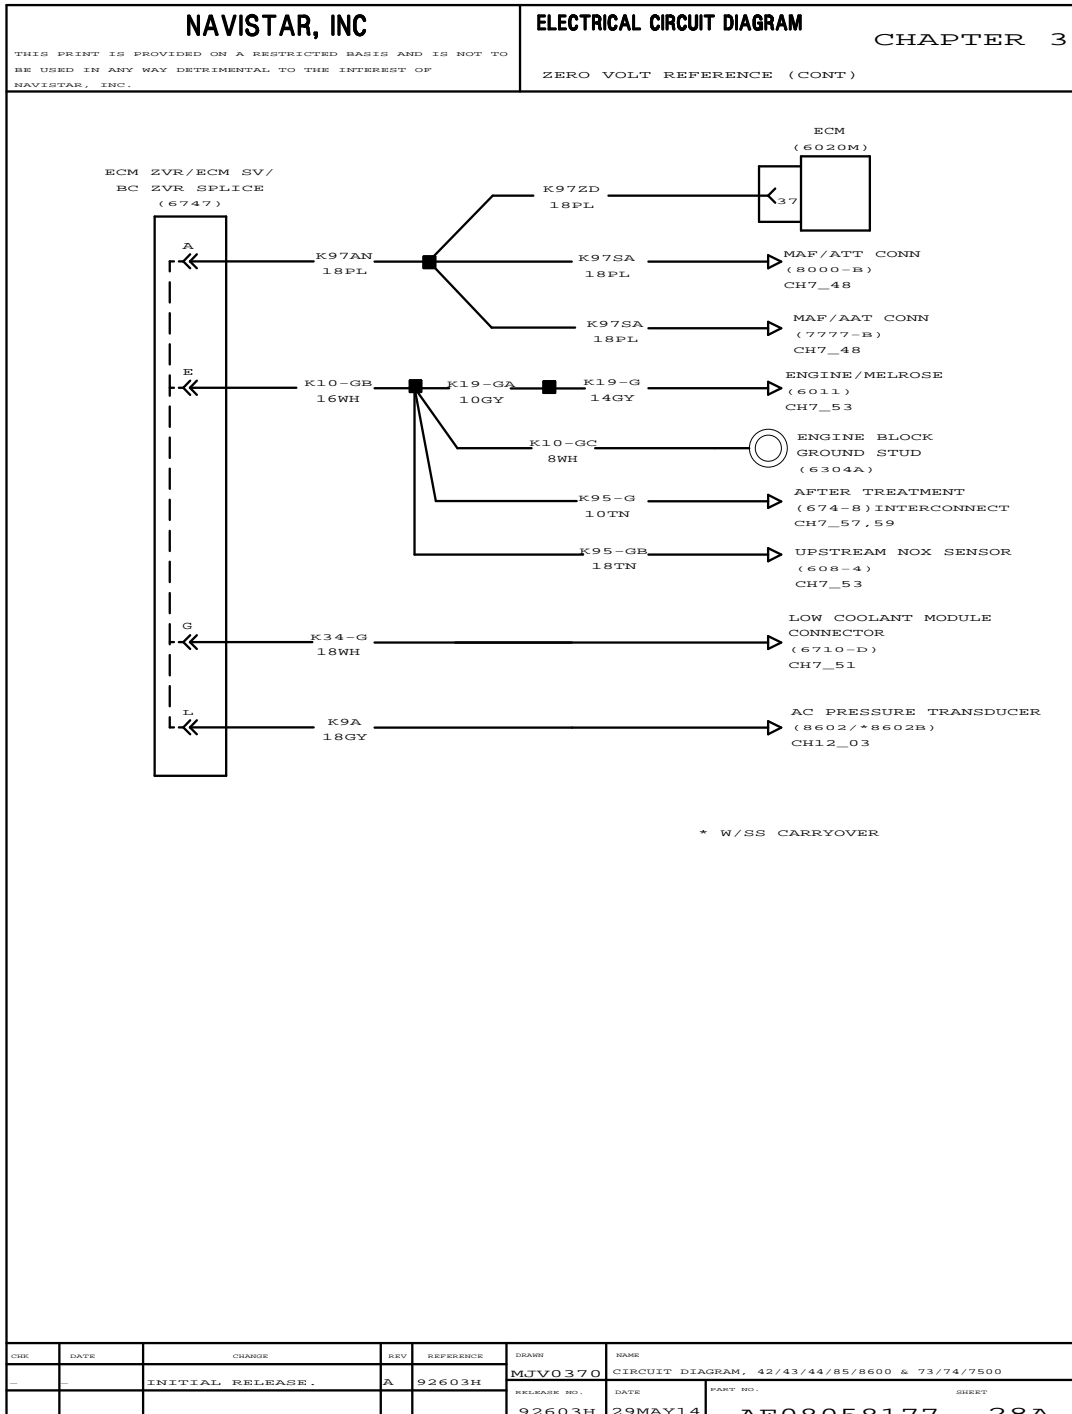 NAVISTAR, INC
THIS PRINT IS PROVIDED ON A RESTRICTED BASIS AND IS NOT TO
BE USED IN ANY WAY DETRIMENTAL TO THE INTEREST OF
NAVISTAR, INC.
ELECTRICAL CIRCUIT DIAGRAM
CHAPTER 3
ZERO VOLT REFERENCE (CONT)
ECM
(6020M)
37
ECM ZVR/ECM SV/
BC ZVR SPLICE
(6747)
K97ZD
18PL
A
K97AN
18PL
K97SA
18PL
MAF/ATT CONN
(8000-B)
CH7_48
K97SA
18PL
MAF/AAT CONN
(7777-B)
CH7_48
E
K10-GB
16WH
K19-GA
10GY
K19-G
14GY
ENGINE/MELROSE
(6011)
CH7_53
K10-GC
8WH
ENGINE BLOCK
GROUND STUD
(6304A)
K95-G
10TN
AFTER TREATMENT
(674-8)INTERCONNECT
CH7_57,59
K95-GB
18TN
UPSTREAM NOX SENSOR
(608-4)
CH7_53
G
K34-G
18WH
LOW COOLANT MODULE
CONNECTOR
(6710-D)
CH7_51
L
K9A
18GY
AC PRESSURE TRANSDUCER
(8602/*8602B)
CH12_03
* W/SS CARRYOVER
CHK DATE CHANGE REV REFERENCE DRAWN NAME
- - INITIAL RELEASE. A 92603H MJV0370 CIRCUIT DIAGRAM, 42/43/44/85/8600 & 73/74/7500
RELEASE NO. DATE PART NO. SHEET
92603H 29MAY14 AE08058177 28A